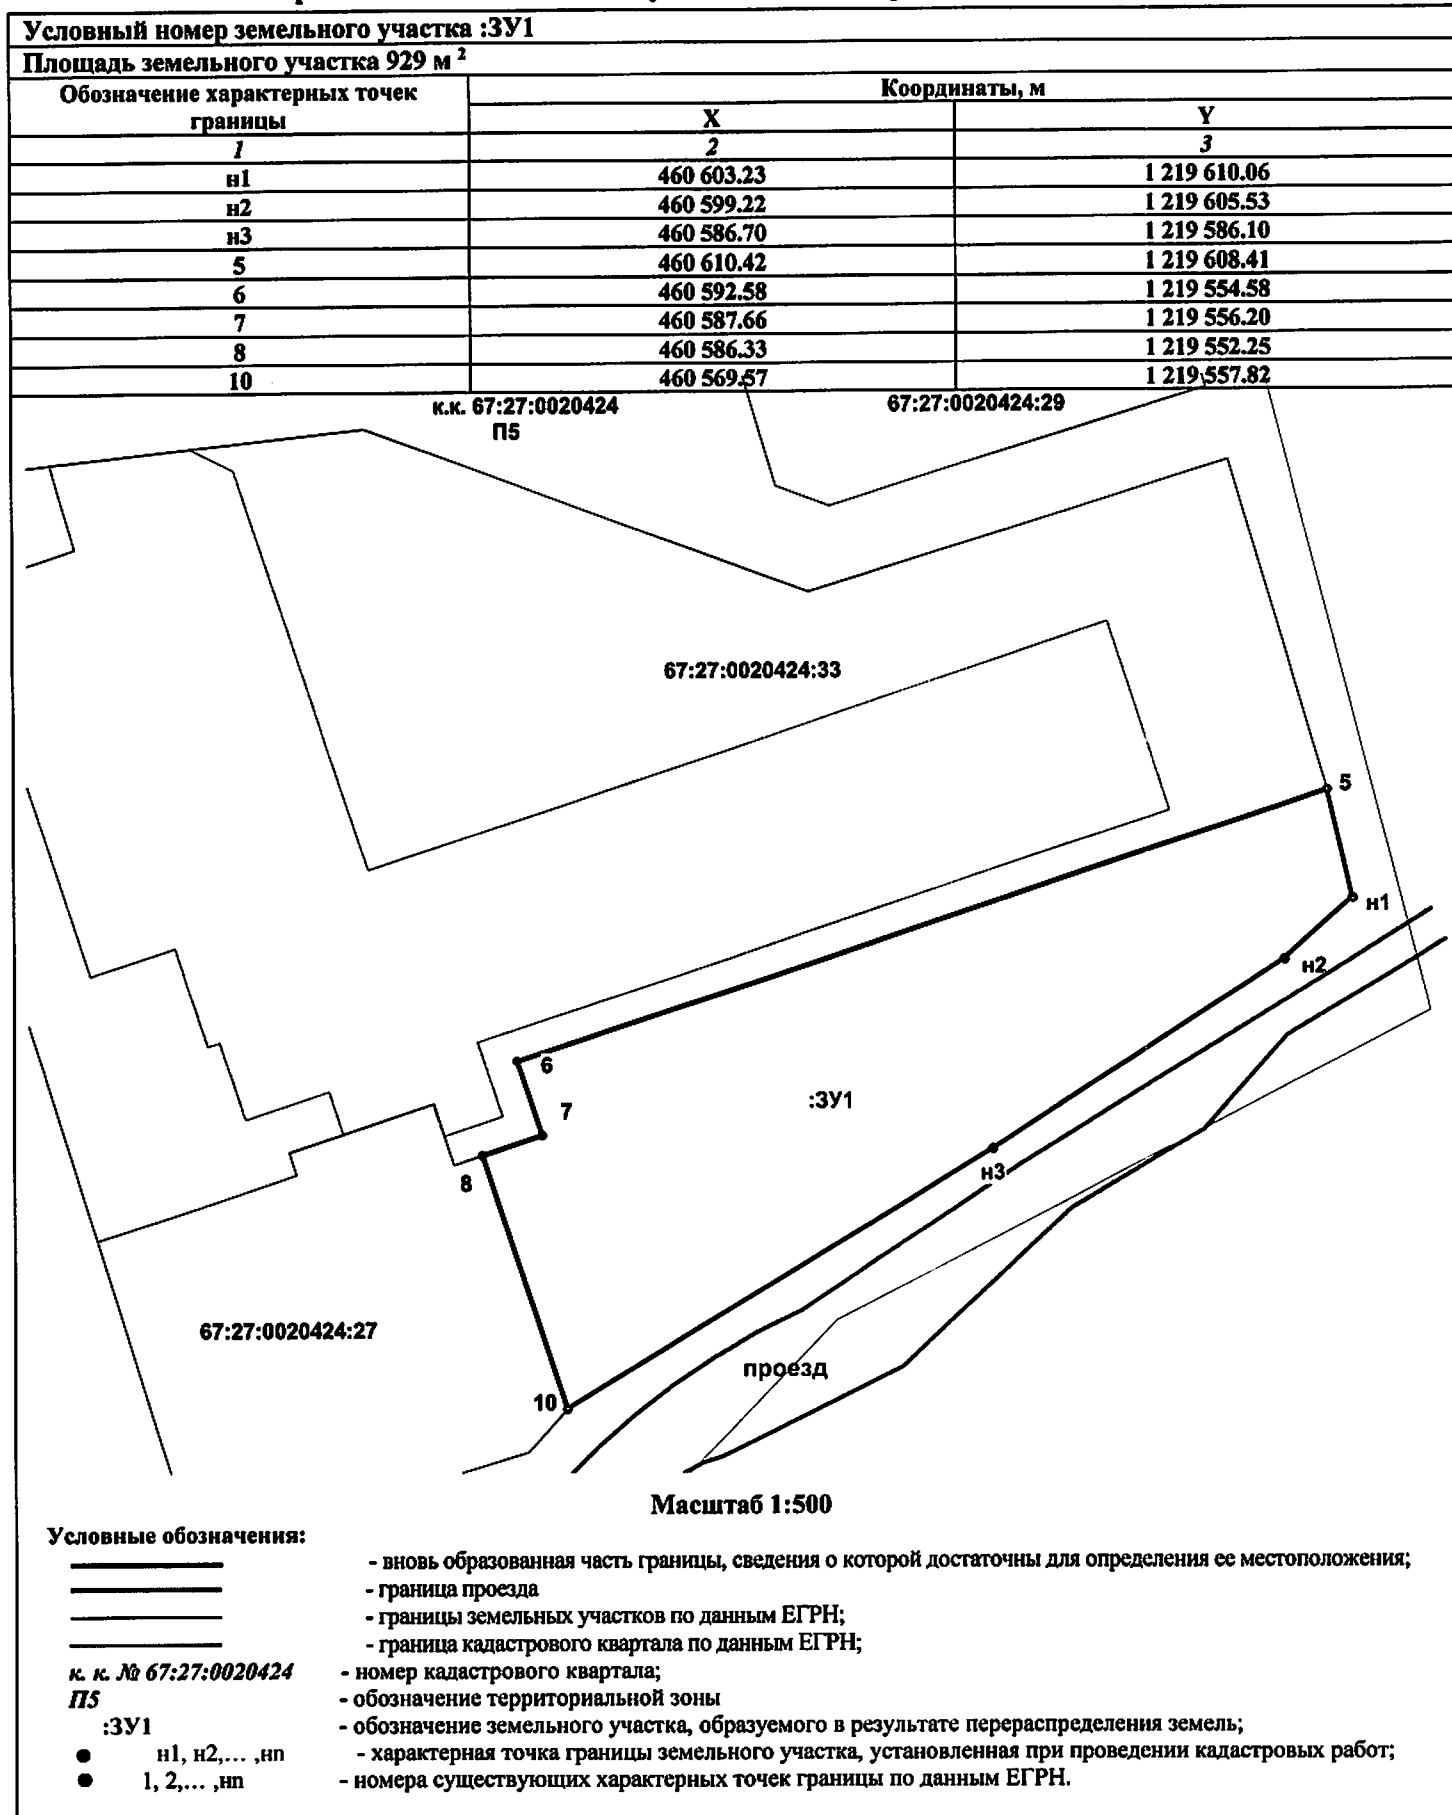 Условный номер земельного участка :ЗУ1
Площадь земельного участка 929 м ²
Обозначение характерных точек границы Координаты, м
X Y
1 2 3
н1 460 603.23 1 219 610.06
н2 460 599.22 1 219 605.53
н3 460 586.70 1 219 586.10
5 460 610.42 1 219 608.41
6 460 592.58 1 219 554.58
7 460 587.66 1 219 556.20
8 460 586.33 1 219 552.25
10 460 569.57 1 219 557.82
к.к. 67:27:0020424 67:27:0020424:29
П5
67:27:0020424:33
5
н1
н2
6
:ЗУ1
7
н3
8
67:27:0020424:27
проезд
10
Масштаб 1:500
Условные обозначения:
- вновь образованная часть границы, сведения о которой достаточны для определения ее местоположения;
- граница проезда
- границы земельных участков по данным ЕГРН;
- граница кадастрового квартала по данным ЕГРН;
к. к. № 67:27:0020424 - номер кадастрового квартала;
П5 - обозначение территориальной зоны
:ЗУ1 - обозначение земельного участка, образуемого в результате перераспределения земель;
н1, н2,... ,нn - характерная точка границы земельного участка, установленная при проведении кадастровых работ;
1, 2,... ,нn - номера существующих характерных точек границы по данным ЕГРН.